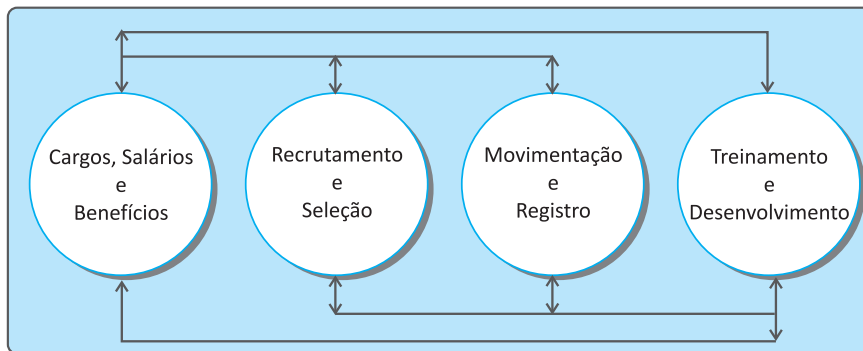 Cargos, Salários
e
Benefícios
Recrutamento
e
Seleção
Movimentação
e
Registro
Treinamento
e
Desenvolvimento